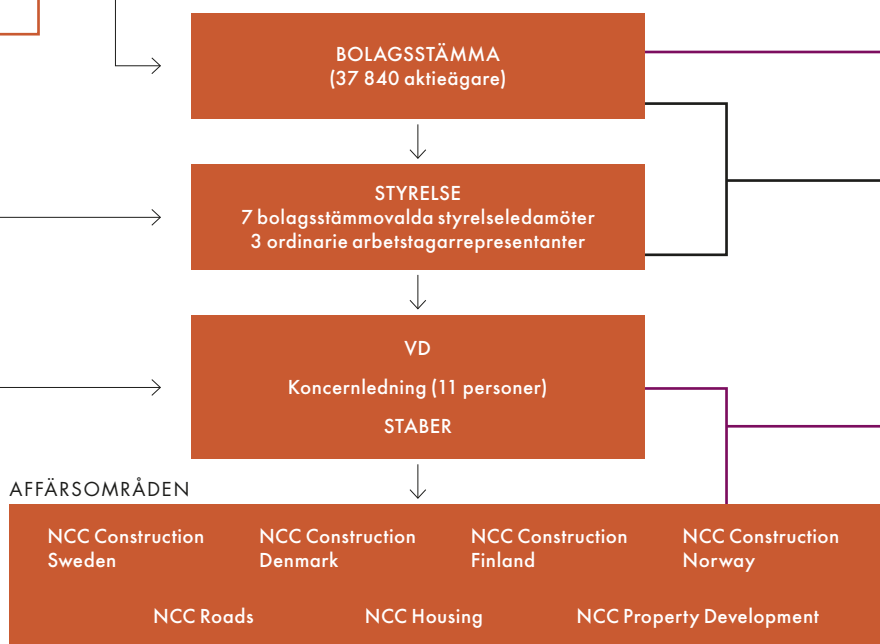 BOLAGSSTÄMMA
(37 840 aktieägare)
STYRELSE
7 bolagsstämmovalda styrelseledamöter
3 ordinarie arbetstagarrepresentanter
VD
Koncernledning (11 personer)
STABER
AFFÄRSOMRÅDEN
NCC Construction Sweden
NCC Construction Denmark
NCC Construction Finland
NCC Construction Norway
NCC Roads
NCC Housing
NCC Property Development